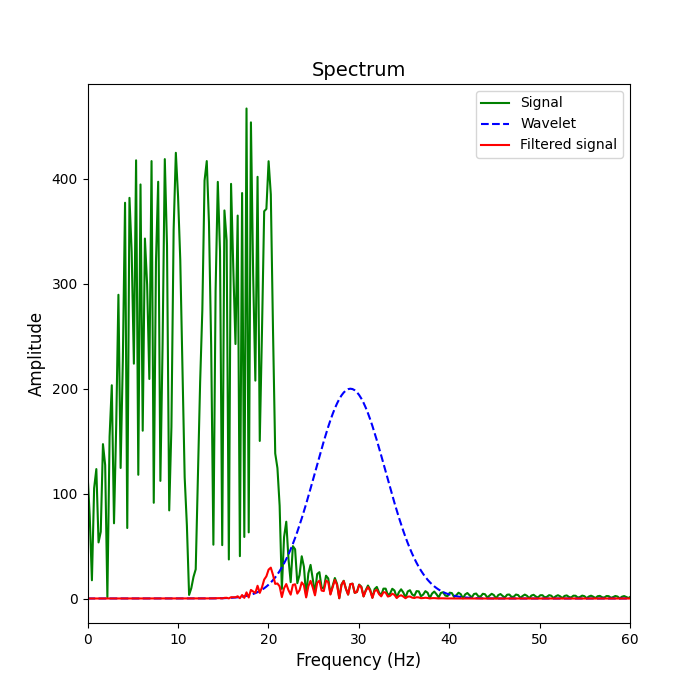 Spectrum
Signal
Wavelet
Filtered signal
Amplitude
400
300
200
100
0
0 10 20 30 40 50 60
Frequency (Hz)